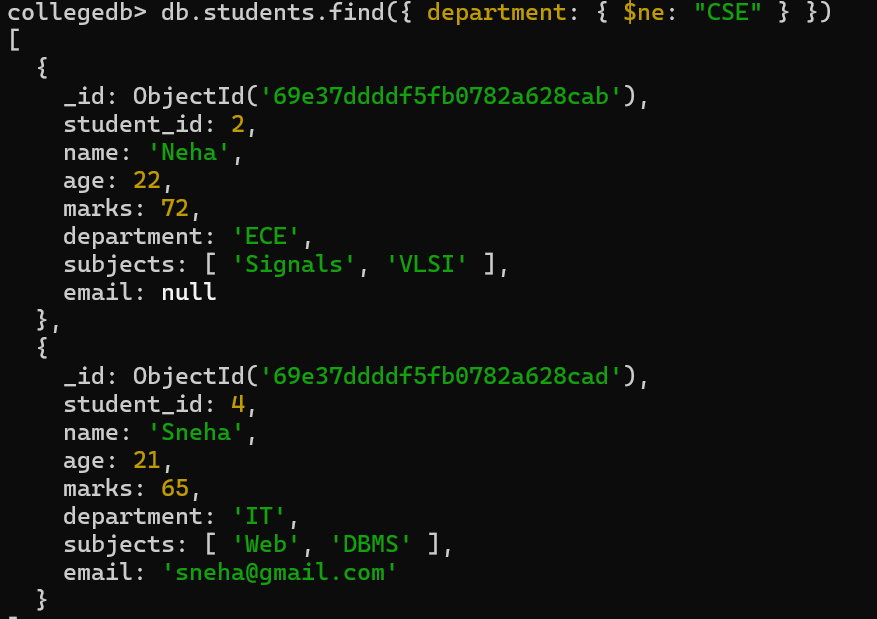 collegedb> db.students.find({ department: { $ne: "CSE" } })
[
  {
    _id: ObjectId('69e37ddddf5fb0782a628cab'),
    student_id: 2,
    name: 'Neha',
    age: 22,
    marks: 72,
    department: 'ECE',
    subjects: [ 'Signals', 'VLSI' ],
    email: null
  },
  {
    _id: ObjectId('69e37ddddf5fb0782a628cad'),
    student_id: 4,
    name: 'Sneha',
    age: 21,
    marks: 65,
    department: 'IT',
    subjects: [ 'Web', 'DBMS' ],
    email: 'sneha@gmail.com'
  }